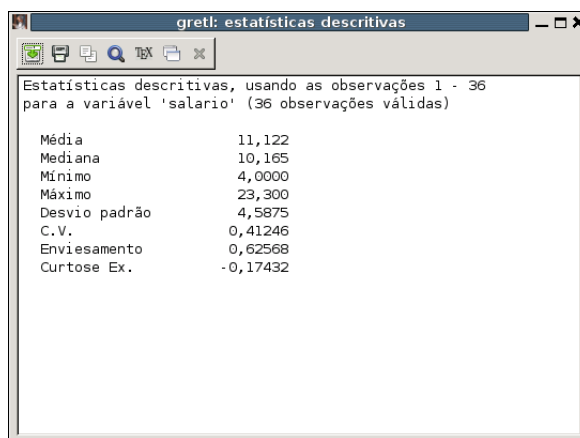 gretl: estatísticas descritivas
TEX
Estatísticas descritivas, usando as observações 1 - 36
para a variável 'salario' (36 observações válidas)
Média 11,122
Mediana 10,165
Mínimo 4,0000
Máximo 23,300
Desvio padrão 4,5875
C.V. 0,41246
Enviesamento 0,62568
Curtose Ex. -0,17432